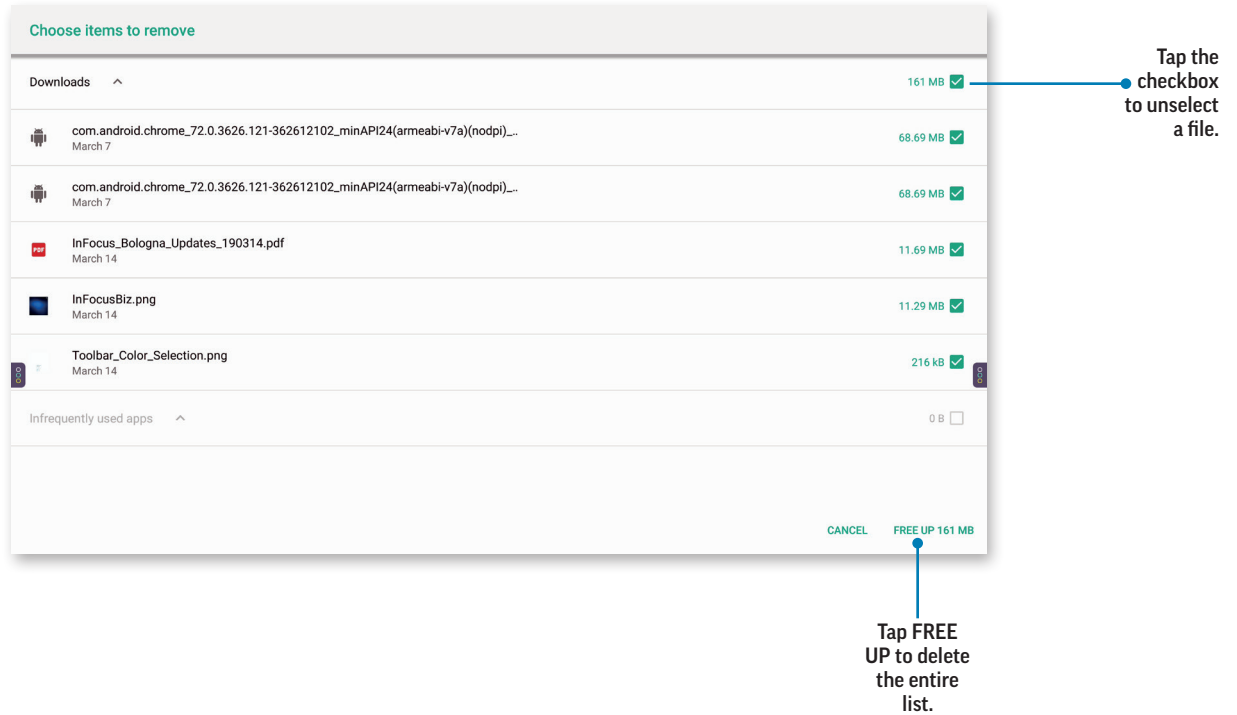 Choose items to remove
Downloads 161 MB
Tap the
checkbox
to unselect
a file.
com.android.chrome_72.0.3626.121-362612102_minAPI24(armeabi-v7a)(nodpi)_..
March 7
68.69 MB
com.android.chrome_72.0.3626.121-362612102_minAPI24(armeabi-v7a)(nodpi)_..
March 7
68.69 MB
PDF
InFocus_Bologna_Updates_190314.pdf
March 14
11.69 MB
InFocusBiz.png
March 14
11.29 MB
Toolbar_Color_Selection.png
March 14
216 kB
Infrequently used apps 0 B
CANCEL FREE UP 161 MB
Tap FREE
UP to delete
the entire
list.